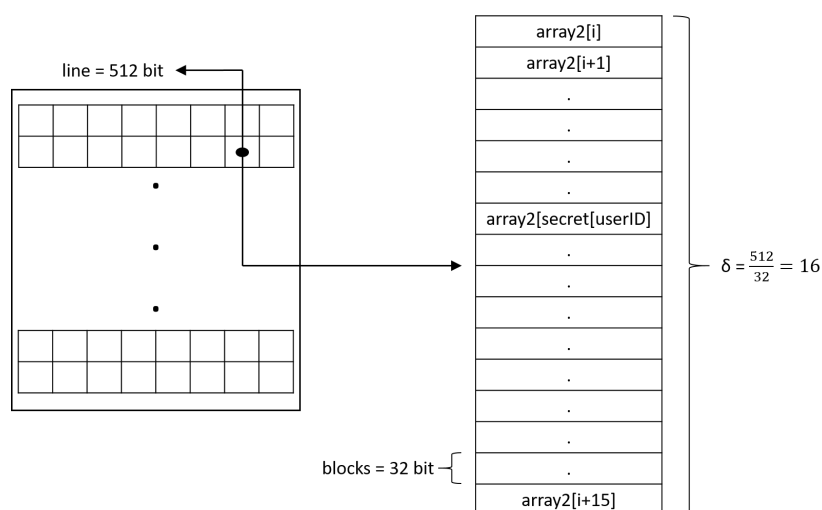 line = 512 bit
array2[i]
array2[i+1]
.
.
.
.
array2[secret[userID]
.
.
.
.
.
.
.
.
array2[i+15]
δ = 512/32 = 16
blocks = 32 bit